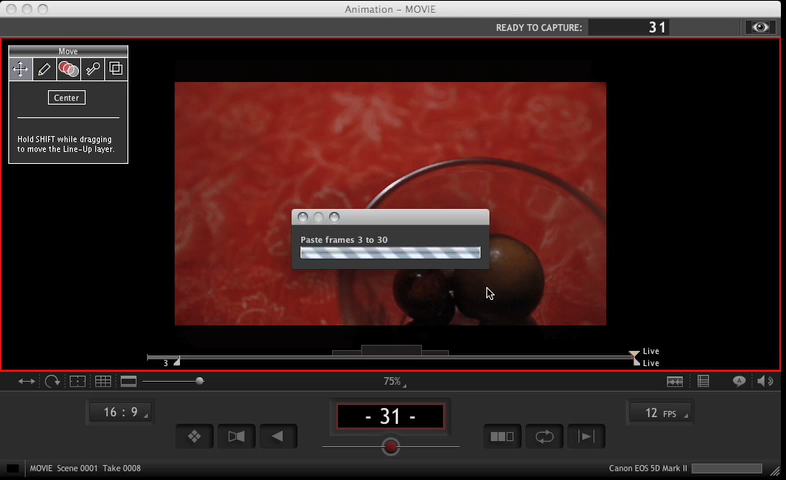 Animation – MOVIE
READY TO CAPTURE: 31
Move
Center
Hold SHIFT while dragging
to move the Line-Up layer.
Paste frames 3 to 30
Live
3
Live
75%
16 : 9
- 31 -
12 FPS
MOVIE Scene 0001 Take 0008
Canon EOS 5D Mark II